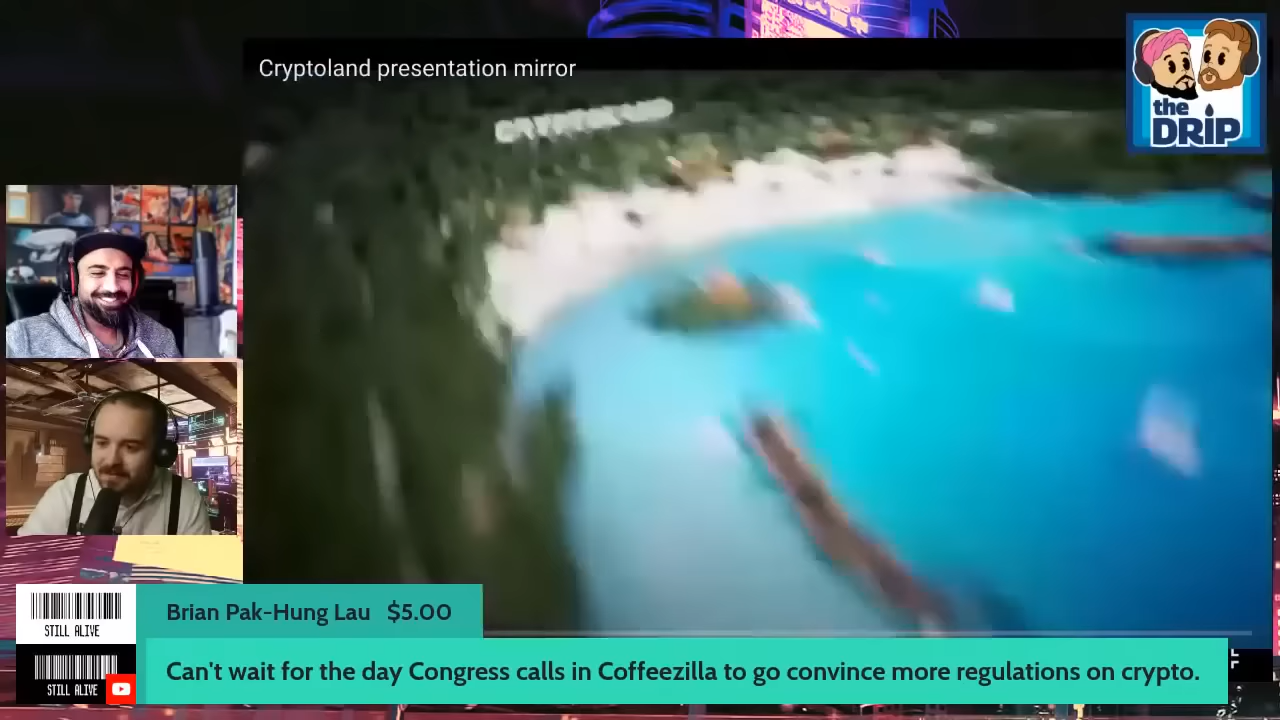 Cryptoland presentation mirror
CRYPTOLAND
the
DRIP
Brian Pak-Hung Lau $5.00
STILL ALIVE
Can't wait for the day Congress calls in Coffeezilla to go convince more regulations on crypto.
STILL ALIVE